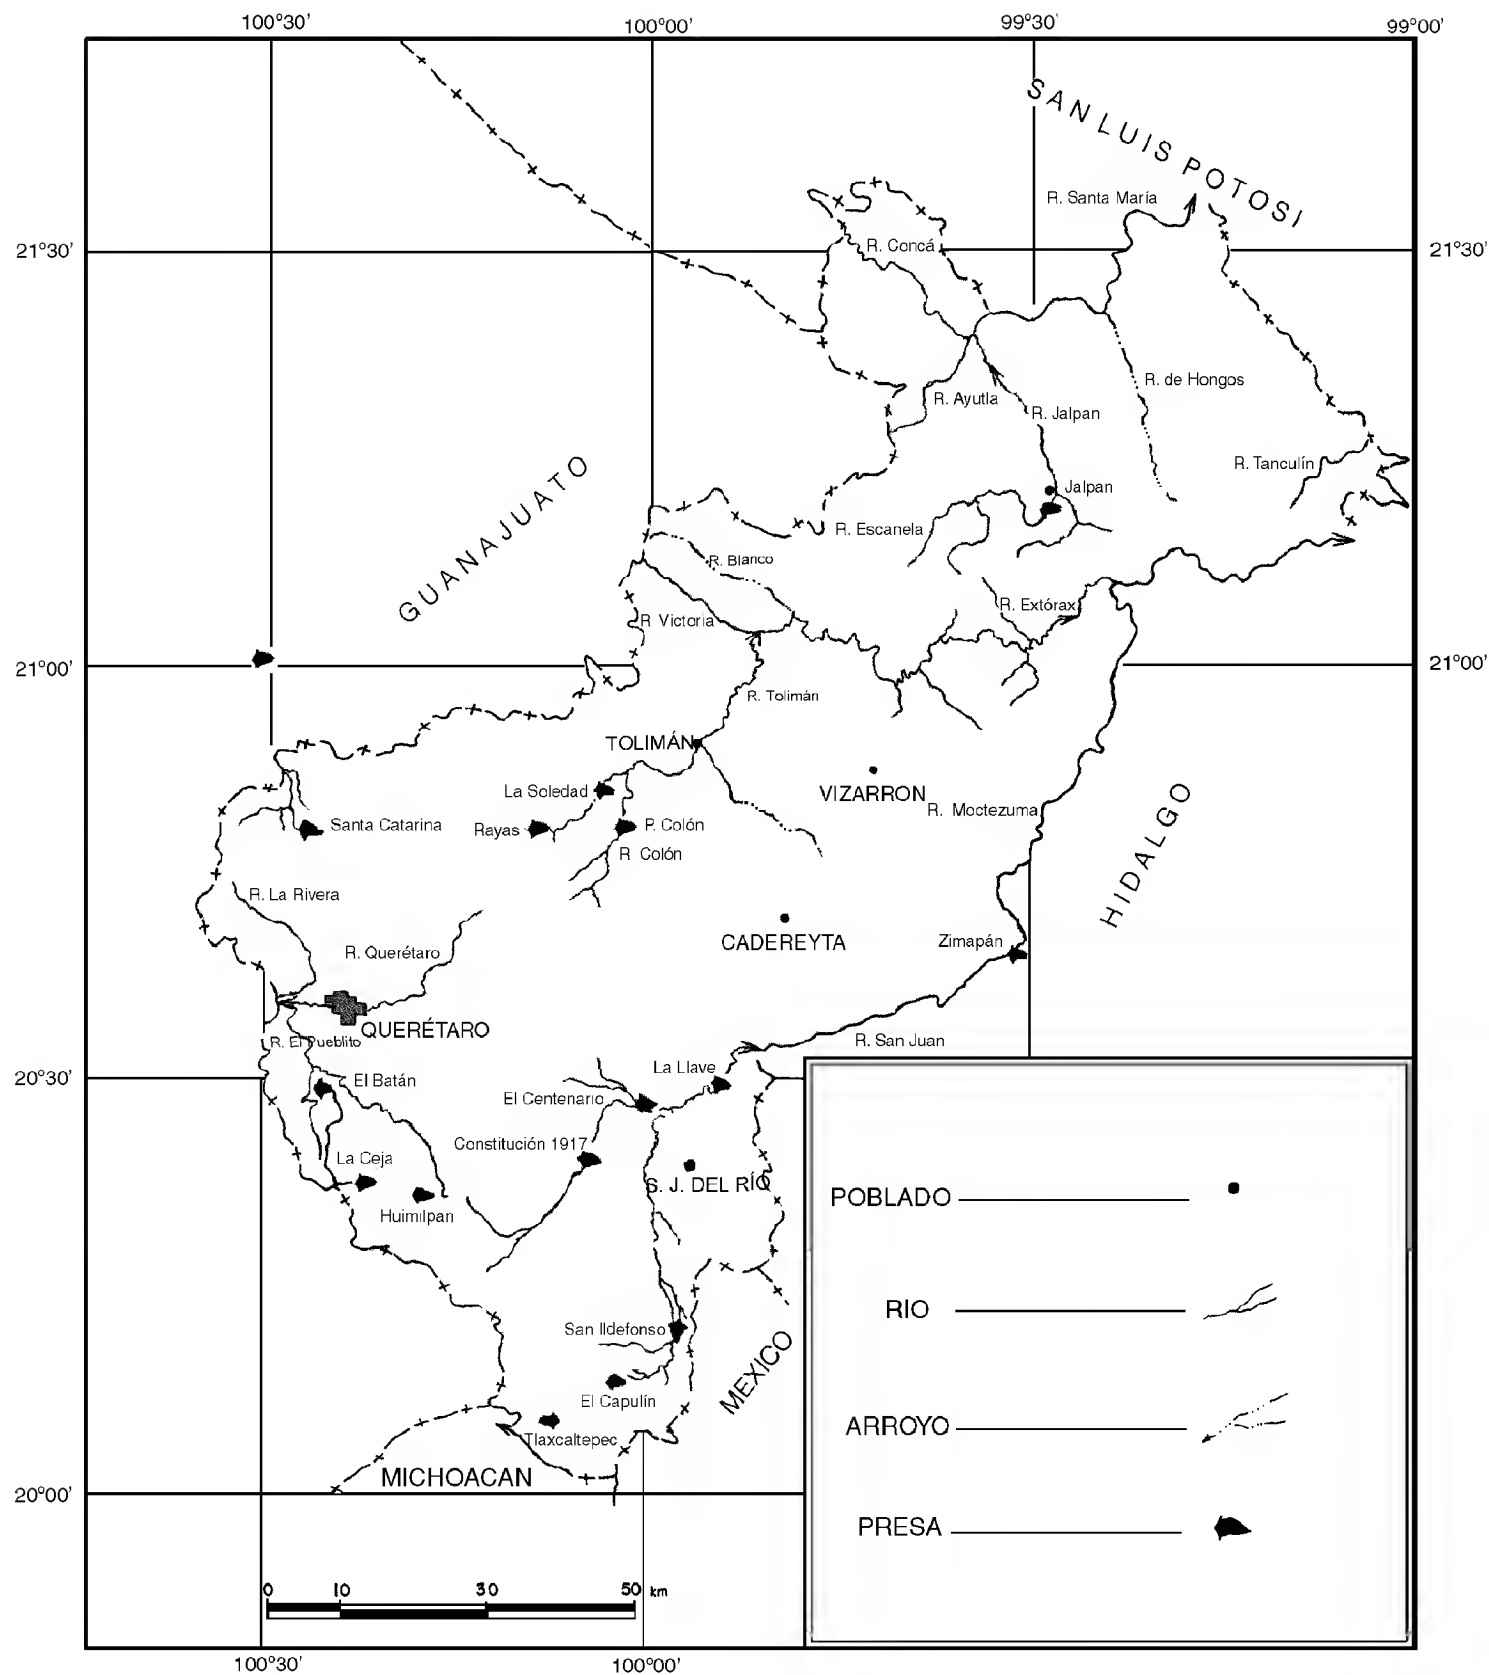 100°30'
100°00'
99°30'
99°00'
SAN LUIS POTOSI
R. Santa María
R. Concá
21°30'
21°30'
R. de Hongos
R. Ayutla
R. Jalpan
R. Tanculín
GUANAJUATO
Jalpan
R. Escanela
R. Blanco
R. Extórax
R Victoria
21°00'
21°00'
R. Tolimán
TOLIMÁN
La Soledad
VIZARRON
R. Moctezuma
HIDALGO
Santa Catarina
Rayas
P. Colón
R Colón
R. La Rivera
CADEREYTA
Zimapán
R. Querétaro
QUERÉTARO
R. El Pueblito
R. San Juan
La Llave
20°30'
El Batán
El Centenario
Constitución 1917
La Ceja
S. J. DEL RÍO
Huimilpan
POBLADO
RIO
San Ildefonso
MEXICO
El Capulín
ARROYO
Tlaxcaltepec
MICHOACAN
20°00'
PRESA
0 10 30 50 km
100°30'
100°00'